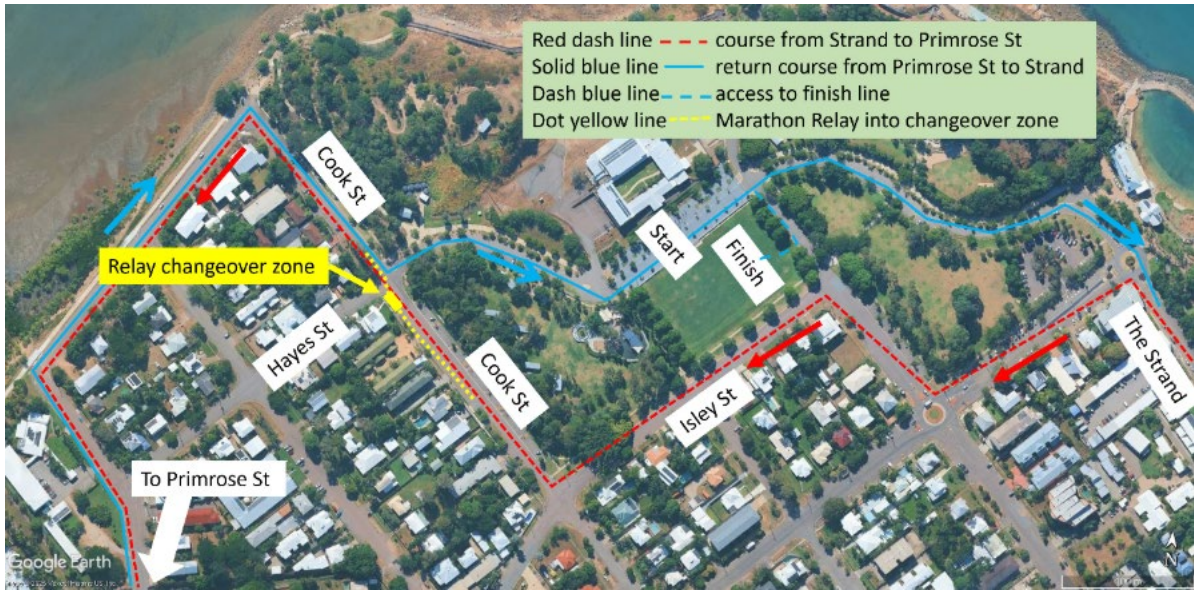 Red dash line course from Strand to Primrose St
Solid blue line return course from Primrose St to Strand
Dash blue line access to finish line
Dot yellow line Marathon Relay into changeover zone
Cook St
Start
Finish
Relay changeover zone
Hayes St
Cook St
Isley St
The Strand
To Primrose St
Google Earth
N